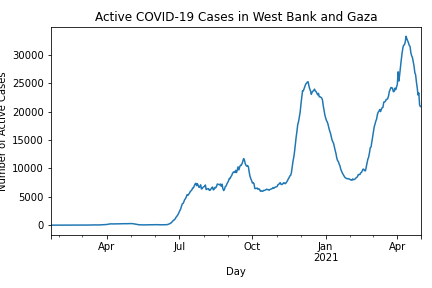 Active COVID-19 Cases in West Bank and Gaza
Number of Active Cases
30000
25000
20000
15000
10000
5000
0
Apr
Jul
Oct
Jan
2021
Apr
Day